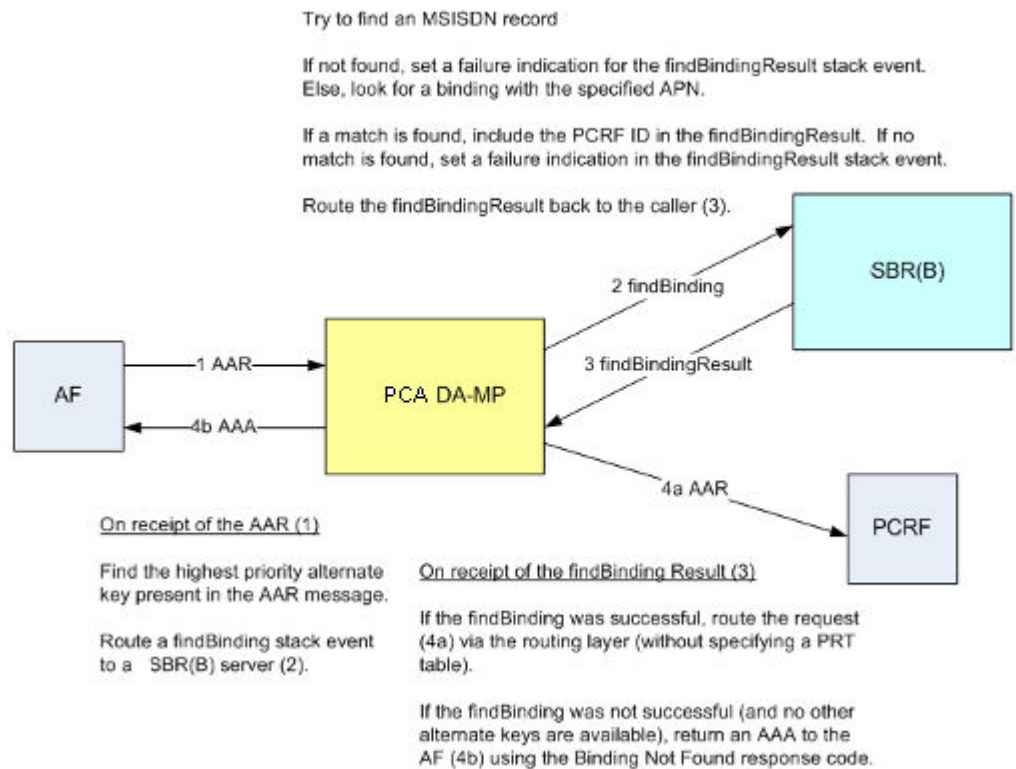 Try to find an MSISDN record
If not found, set a failure indication for the findBindingResult stack event.
Else, look for a binding with the specified APN.
If a match is found, include the PCRF ID in the findBindingResult. If no
match is found, set a failure indication in the findBindingResult stack event.
Route the findBindingResult back to the caller (3).
SBR(B)
2 findBinding
3 findBindingResult
1 AAR
AF
PCA DA-MP
4b AAA
4a AAR
PCRF
On receipt of the AAR (1)
Find the highest priority alternate
key present in the AAR message.
Route a findBinding stack event
to a SBR(B) server (2).
On receipt of the findBinding Result (3)
If the findBinding was successful, route the request
(4a) via the routing layer (without specifying a PRT
table).
If the findBinding was not successful (and no other
alternate keys are available), return an AAA to the
AF (4b) using the Binding Not Found response code.